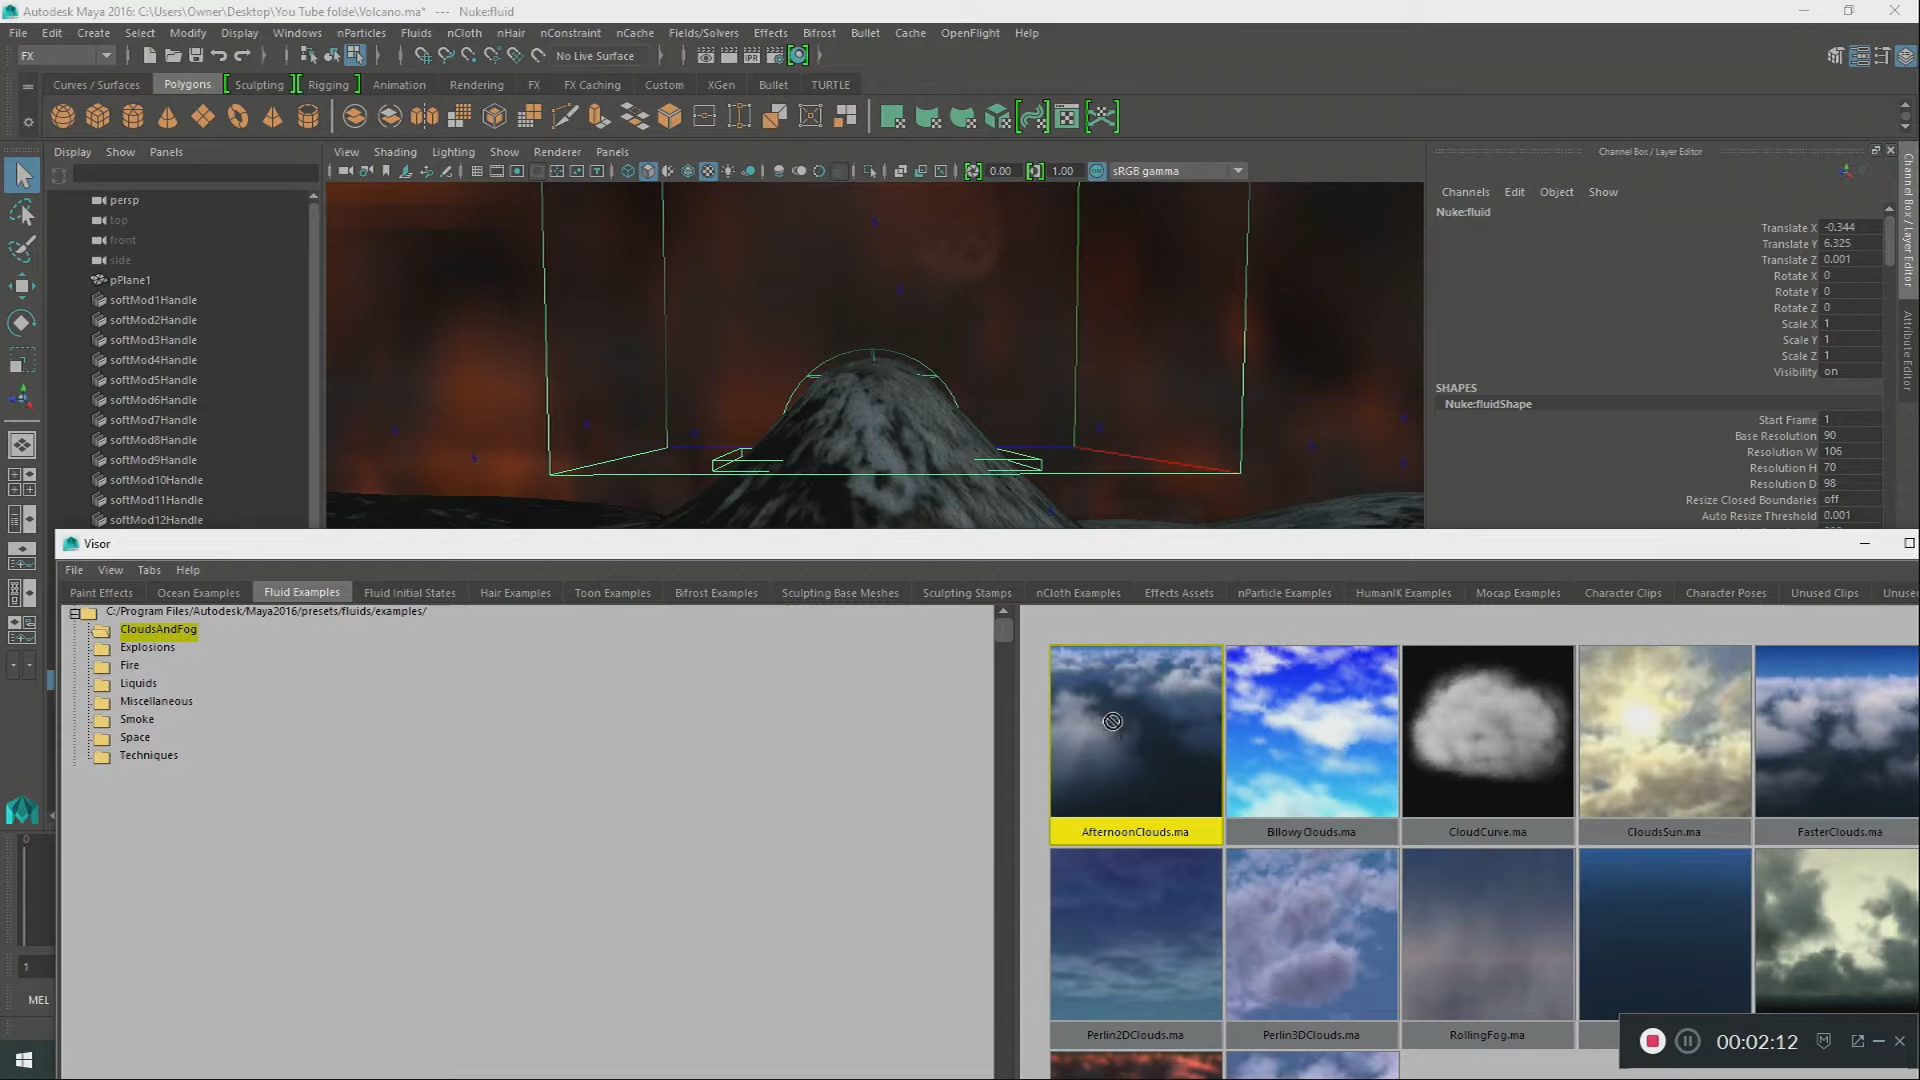 Autodesk Maya 2016: C:\Users\Owner\Desktop\You Tube folde\Volcano.ma* --- Nuke:fluid
File Edit Create Select Modify Display Windows nParticles Fluids nCloth nHair nConstraint nCache Fields/Solvers Effects Bifrost Bullet Cache OpenFlight Help
FX No Live Surface
Curves / Surfaces Polygons Sculpting Rigging Animation Rendering FX FX Caching Custom XGen Bullet TURTLE
Display Show Panels View Shading Lighting Show Renderer Panels Channel Box / Layer Editor
0.00 1.00 sRGB gamma
Channels Edit Object Show
persp
top
front
side
pPlane1
softMod1Handle
softMod2Handle
softMod3Handle
softMod4Handle
softMod5Handle
softMod6Handle
softMod7Handle
softMod8Handle
softMod9Handle
softMod10Handle
softMod11Handle
softMod12Handle
Nuke:fluid
Translate X -0.344
Translate Y 6.325
Translate Z 0.001
Rotate X 0
Rotate Y 0
Rotate Z 0
Scale X 1
Scale Y 1
Scale Z 1
Visibility on
SHAPES
Nuke:fluidShape
Start Frame 1
Base Resolution 90
Resolution W 106
Resolution H 70
Resolution D 98
Resize Closed Boundaries off
Auto Resize Threshold 0.001
Channel Box / Layer Editor
Attribute Editor
Visor
File View Tabs Help
Paint Effects Ocean Examples Fluid Examples Fluid Initial States Hair Examples Toon Examples Bifrost Examples Sculpting Base Meshes Sculpting Stamps nCloth Examples Effects Assets nParticle Examples HumanIK Examples Mocap Examples Character Clips Character Poses Unused Clips Unused
C:/Program Files/Autodesk/Maya2016/presets/fluids/examples/
CloudsAndFog
Explosions
Fire
Liquids
Miscellaneous
Smoke
Space
Techniques
AfternoonClouds.ma BillowyClouds.ma CloudCurve.ma CloudsSun.ma FasterClouds.ma
Perlin2DClouds.ma Perlin3DClouds.ma RollingFog.ma
0
1
MEL
00:02:12